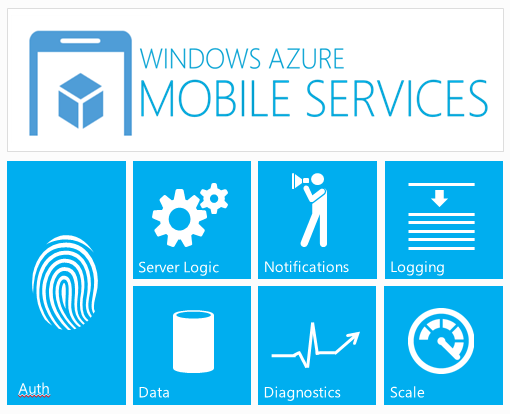 WINDOWS AZURE
MOBILE SERVICES
Server Logic
Notifications
Logging
Auth
Data
Diagnostics
Scale